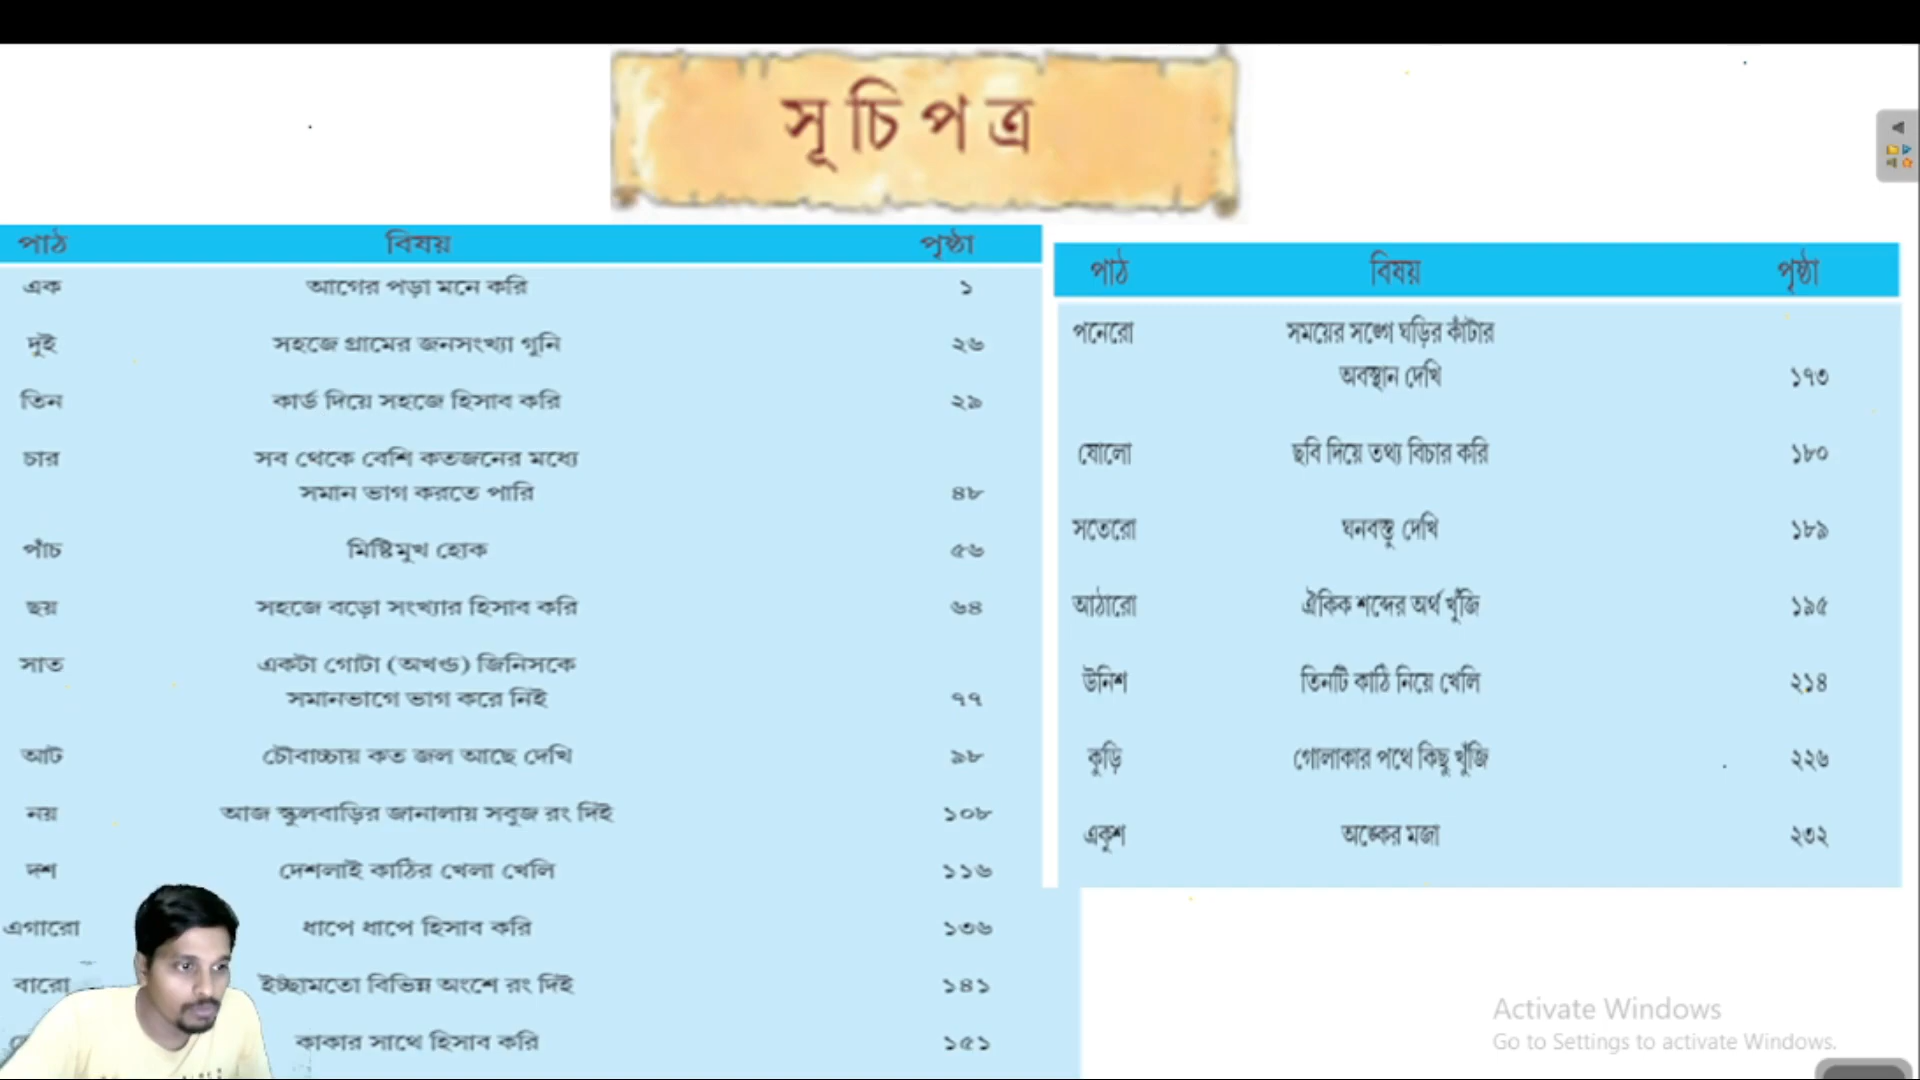 সূচিপত্র
পাঠ বিষয় পৃষ্ঠা
এক আগের পড়া মনে করি ১
দুই সহজে গ্রামের জনসংখ্যা গুনি ২৬
তিন কার্ড দিয়ে সহজে হিসাব করি ২৯
চার সব থেকে বেশি কতজনের মধ্যে
সমান ভাগ করতে পারি ৪৮
পাঁচ মিষ্টিমুখ হোক ৫৬
ছয় সহজে বড়ো সংখ্যার হিসাব করি ৬৪
সাত একটা গোটা (অখণ্ড) জিনিসকে
সমানভাগে ভাগ করে নিই ৭৭
আট চৌবাচ্চায় কত জল আছে দেখি ৯৮
নয় আজ স্কুলবাড়ির জানালায় সবুজ রং দিই ১০৮
দশ দেশলাই কাঠির খেলা খেলি ১১৬
এগারো ধাপে ধাপে হিসাব করি ১৩৬
বারো ইচ্ছামতো বিভিন্ন অংশে রং দিই ১৪১
কাকার সাথে হিসাব করি ১৫১
পাঠ বিষয় পৃষ্ঠা
পনেরো সময়ের সঙ্গে ঘড়ির কাঁটার
অবস্থান দেখি ১৭৩
ষোলো ছবি দিয়ে তথ্য বিচার করি ১৮০
সতেরো ঘনবস্তু দেখি ১৮৯
আঠারো ঐকিক শব্দের অর্থ খুঁজি ১৯৫
উনিশ তিনটি কাঠি নিয়ে খেলি ২১৪
কুড়ি গোলাকার পথে কিছু খুঁজি ২২৬
একুশ অঙ্কের মজা ২৩২
Activate Windows
Go to Settings to activate Windows.